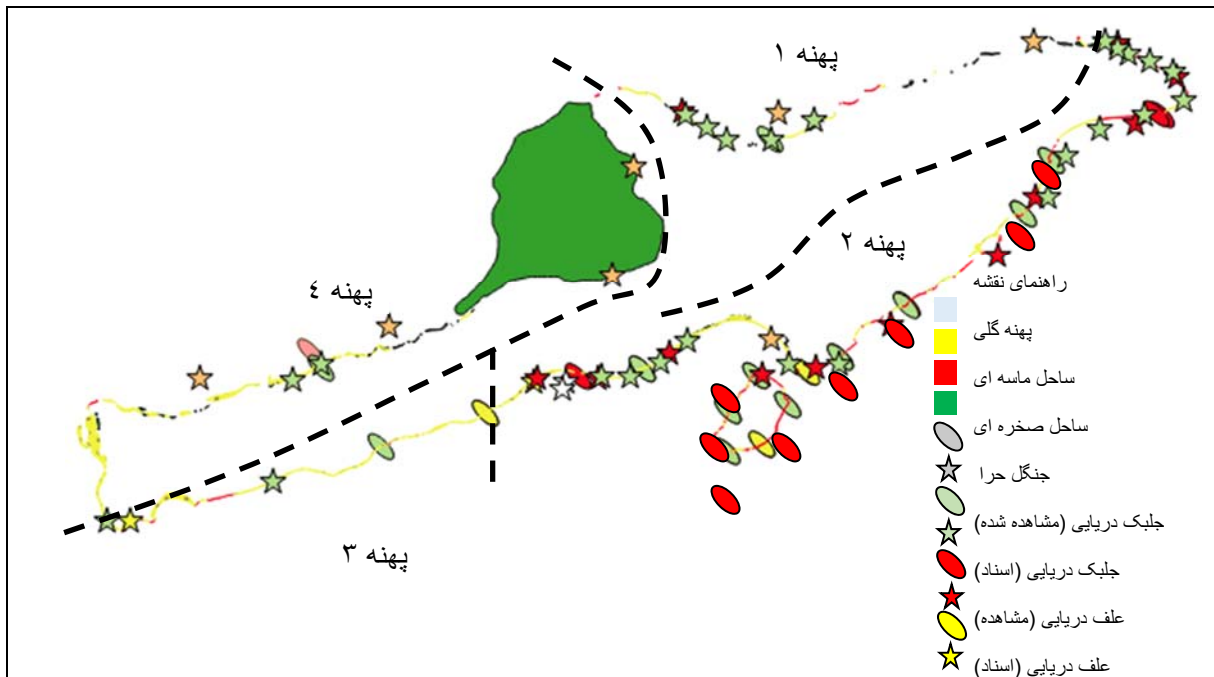 پهنه ۱
پهنه ۲
پهنه ۴
پهنه ۳
راهنمای نقشه
پهنه گلی
ساحل ماسه ای
ساحل صخره ای
جنگل حرا
جلبک دریایی (مشاهده شده)
جلبک دریایی (اسناد)
علف دریایی (مشاهده)
علف دریایی (اسناد)